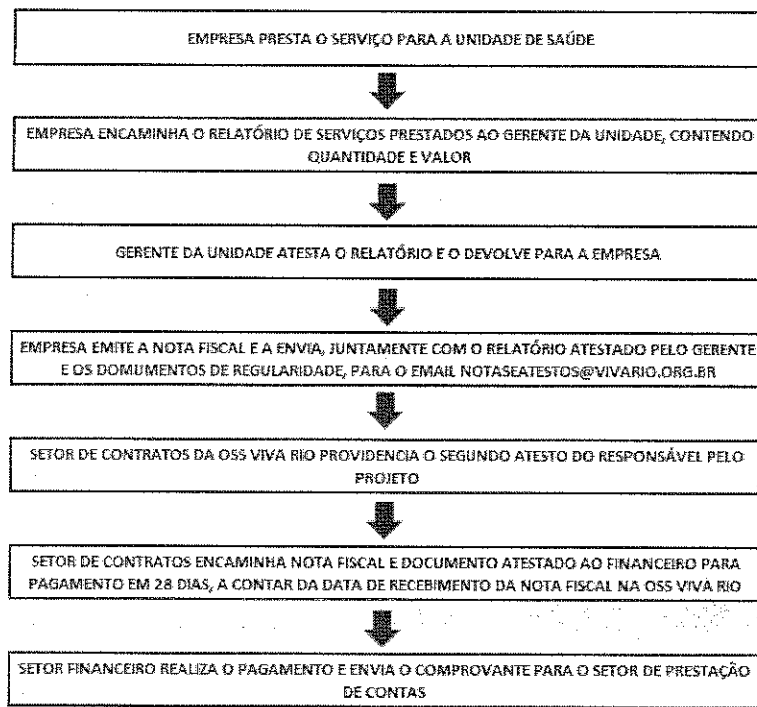 EMPRESA PRESTA O SERVIÇO PARA A UNIDADE DE SAÚDE
EMPRESA ENCAMINHA O RELATÓRIO DE SERVIÇOS PRESTADOS AO GERENTE DA UNIDADE, CONTENDO
QUANTIDADE E VALOR
GERENTE DA UNIDADE ATESTA O RELATÓRIO E O DEVOLVE PARA A EMPRESA
EMPRESA EMITE A NOTA FISCAL E A ENVIA, JUNTAMENTE COM O RELATÓRIO ATESTADO PELO GERENTE
E OS DOMUMENTOS DE REGULARIDADE, PARA O EMAIL NOTASEATESTOS@VIVARIO.ORG.BR
SETOR DE CONTRATOS DA OSS VIVA RIO PROVIDENCIA O SEGUNDO ATESTO DO RESPONSÁVEL PELO
PROJETO
SETOR DE CONTRATOS ENCAMINHA NOTA FISCAL E DOCUMENTO ATESTADO AO FINANCEIRO PARA
PAGAMENTO EM 28 DIAS, A CONTAR DA DATA DE RECEBIMENTO DA NOTA FISCAL NA OSS VIVA RIO
SETOR FINANCEIRO REALIZA O PAGAMENTO E ENVIA O COMPROVANTE PARA O SETOR DE PRESTAÇÃO
DE CONTAS